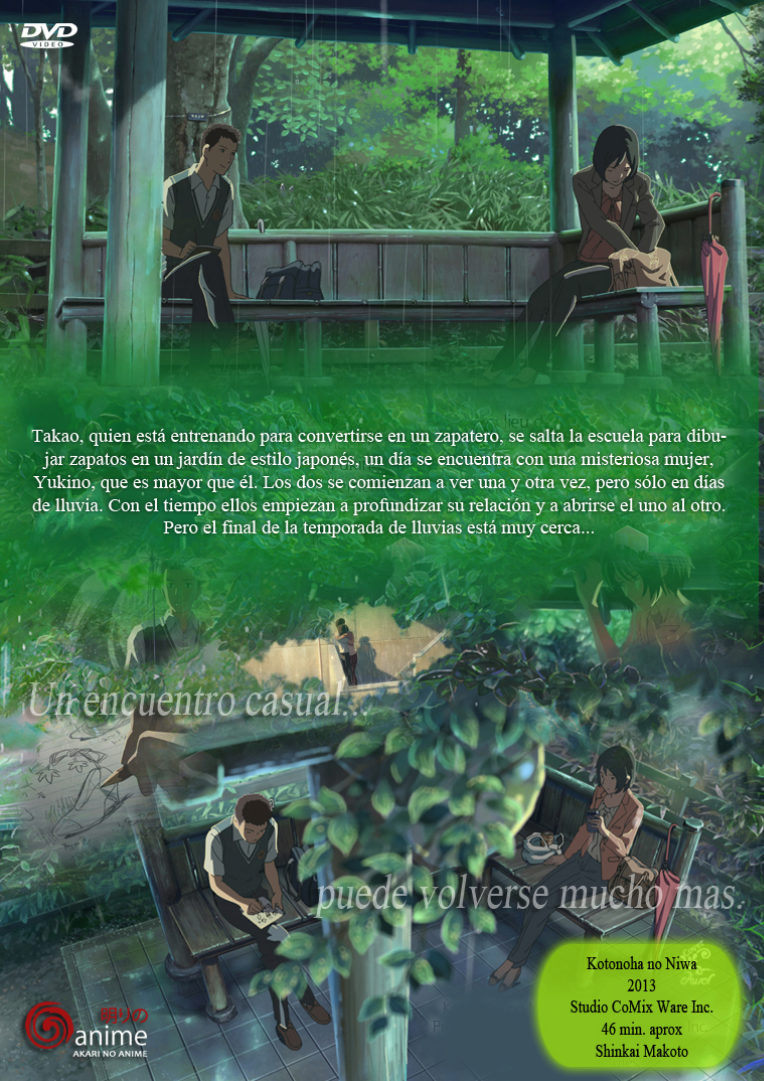 DVD
VIDEO
Takao, quien está entrenando para convertirse en un zapatero, se salta la escuela para dibu-
jar zapatos en un jardín de estilo japonés, un día se encuentra con una misteriosa mujer,
Yukino, que es mayor que él. Los dos se comienzan a ver una y otra vez, pero sólo en días
de lluvia. Con el tiempo ellos empiezan a profundizar su relación y a abrirse el uno al otro.
Pero el final de la temporada de lluvias está muy cerca...
Un encuentro casual...
puede volverse mucho mas.
Kotonoha no Niwa
2013
Studio CoMix Ware Inc.
46 min. aprox
Shinkai Makoto
明りの
anime
AKARI NO ANIME